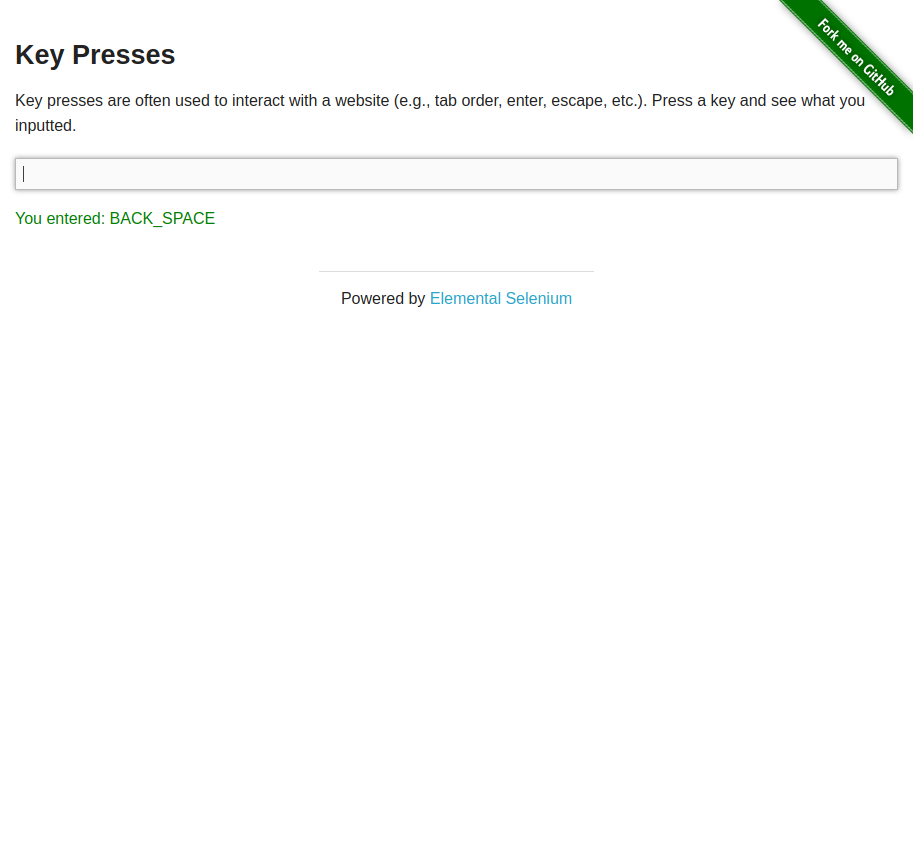 Fork me on GitHub
Key Presses
Key presses are often used to interact with a website (e.g., tab order, enter, escape, etc.). Press a key and see what you
inputted.
You entered: BACK_SPACE
Powered by Elemental Selenium